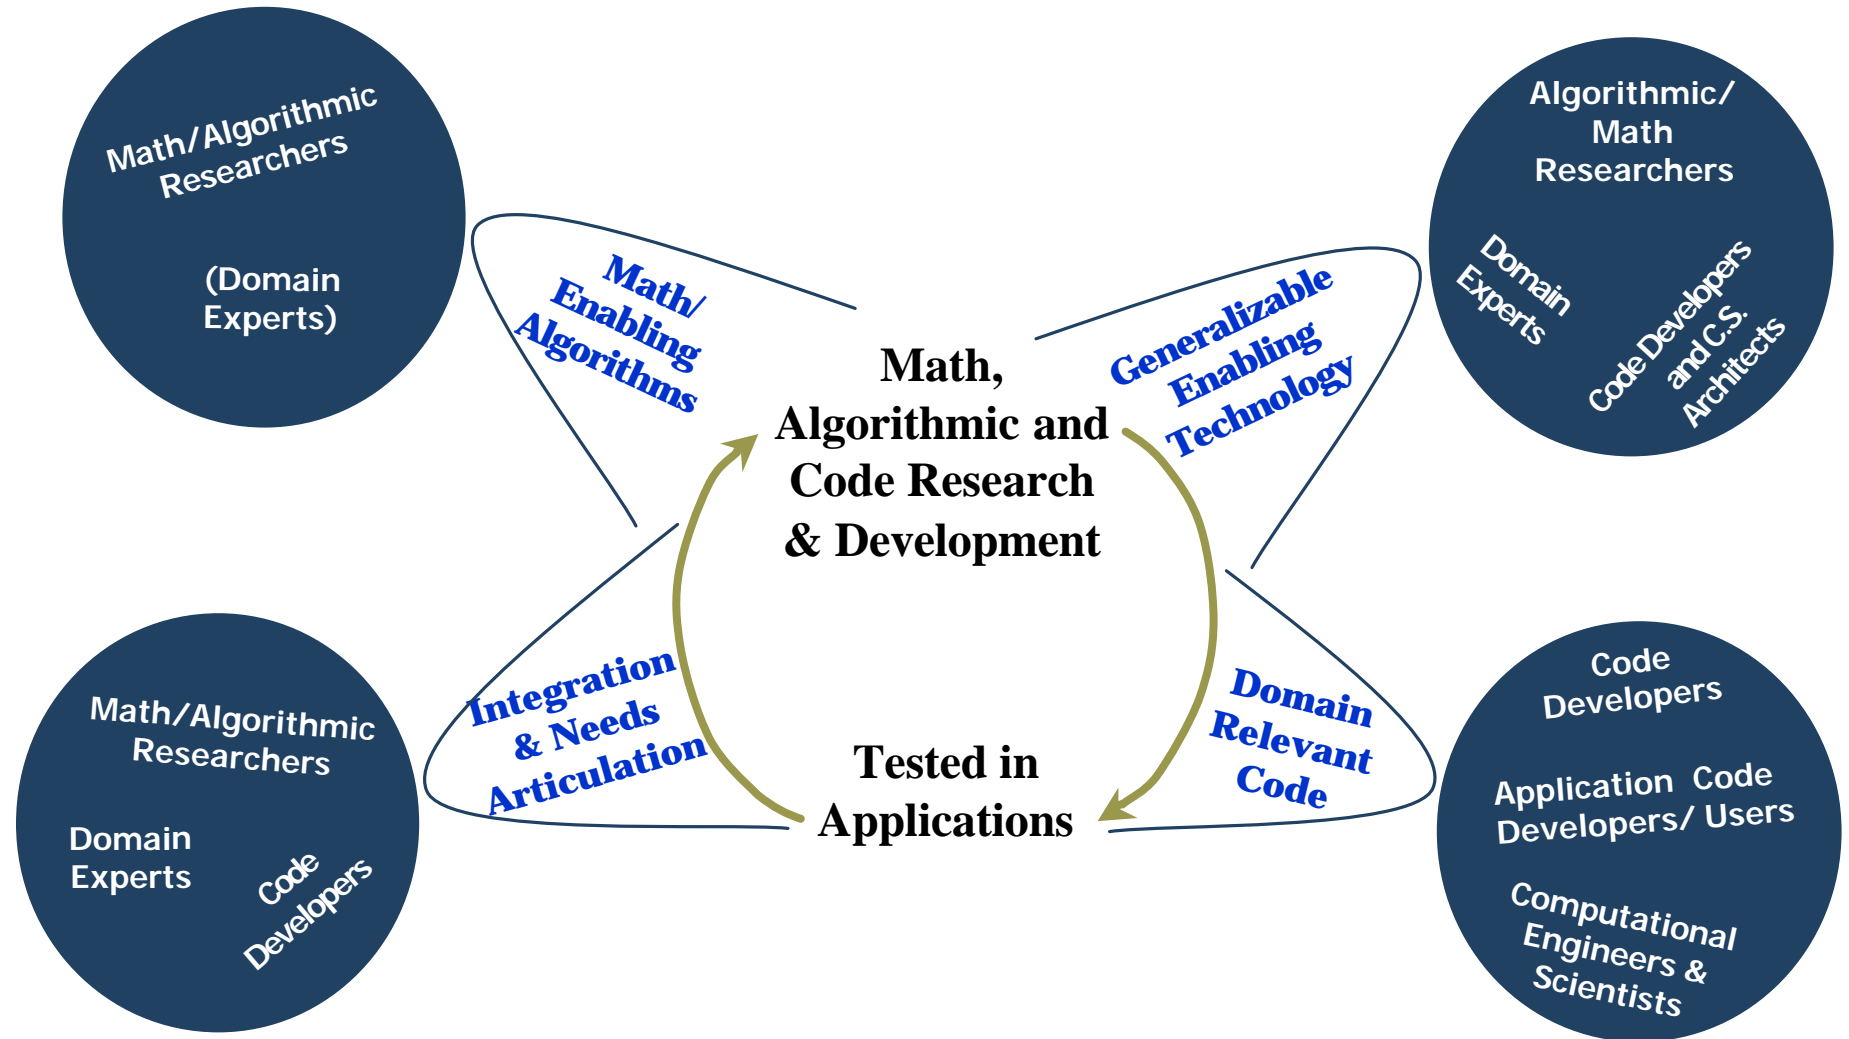 Math/Algorithmic
Researchers
(Domain
Experts)
Math/
Enabling
Algorithms
Math,
Algorithmic and
Code Research
& Development
Generalizable
Enabling
Technology
Algorithmic/
Math
Researchers
Domain
Experts
Code Developers
and C.S.
Architects
Math/Algorithmic
Researchers
Domain
Experts
Code
Developers
Integration
& Needs
Articulation
Tested in
Applications
Domain
Relevant
Code
Code
Developers
Application Code
Developers/ Users
Computational
Engineers &
Scientists